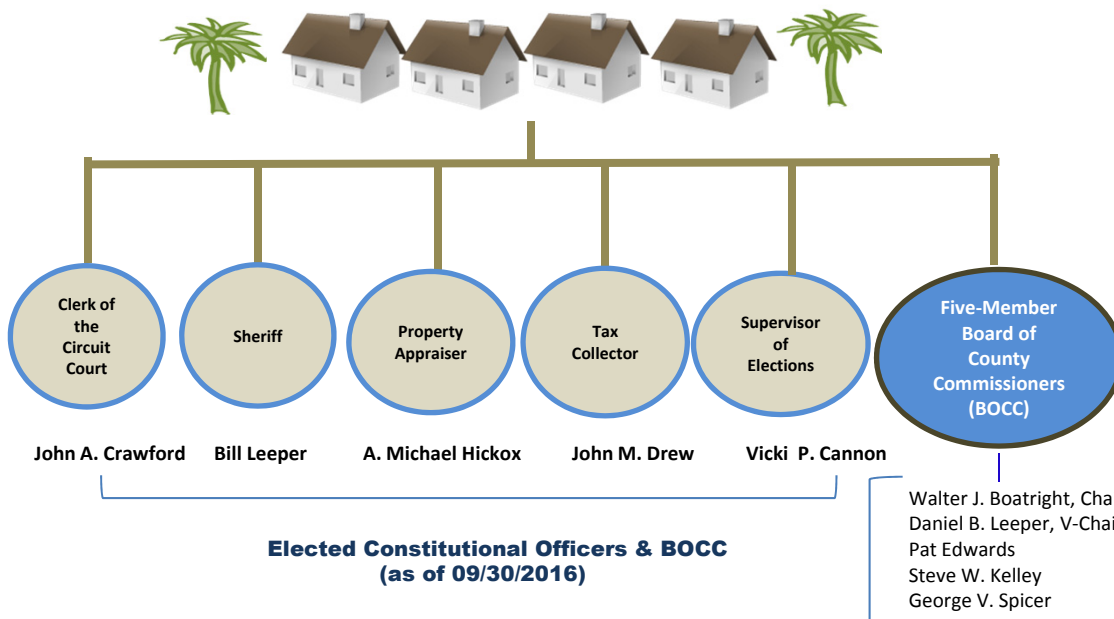 Clerk of
the
Circuit
Court
Sheriff
Property
Appraiser
Tax
Collector
Supervisor
of
Elections
Five-Member
Board of
County
Commissioners
(BOCC)
John A. Crawford
Bill Leeper
A. Michael Hickox
John M. Drew
Vicki P. Cannon
Walter J. Boatright, Cha
Daniel B. Leeper, V-Chai
Pat Edwards
Steve W. Kelley
George V. Spicer
Elected Constitutional Officers & BOCC
(as of 09/30/2016)